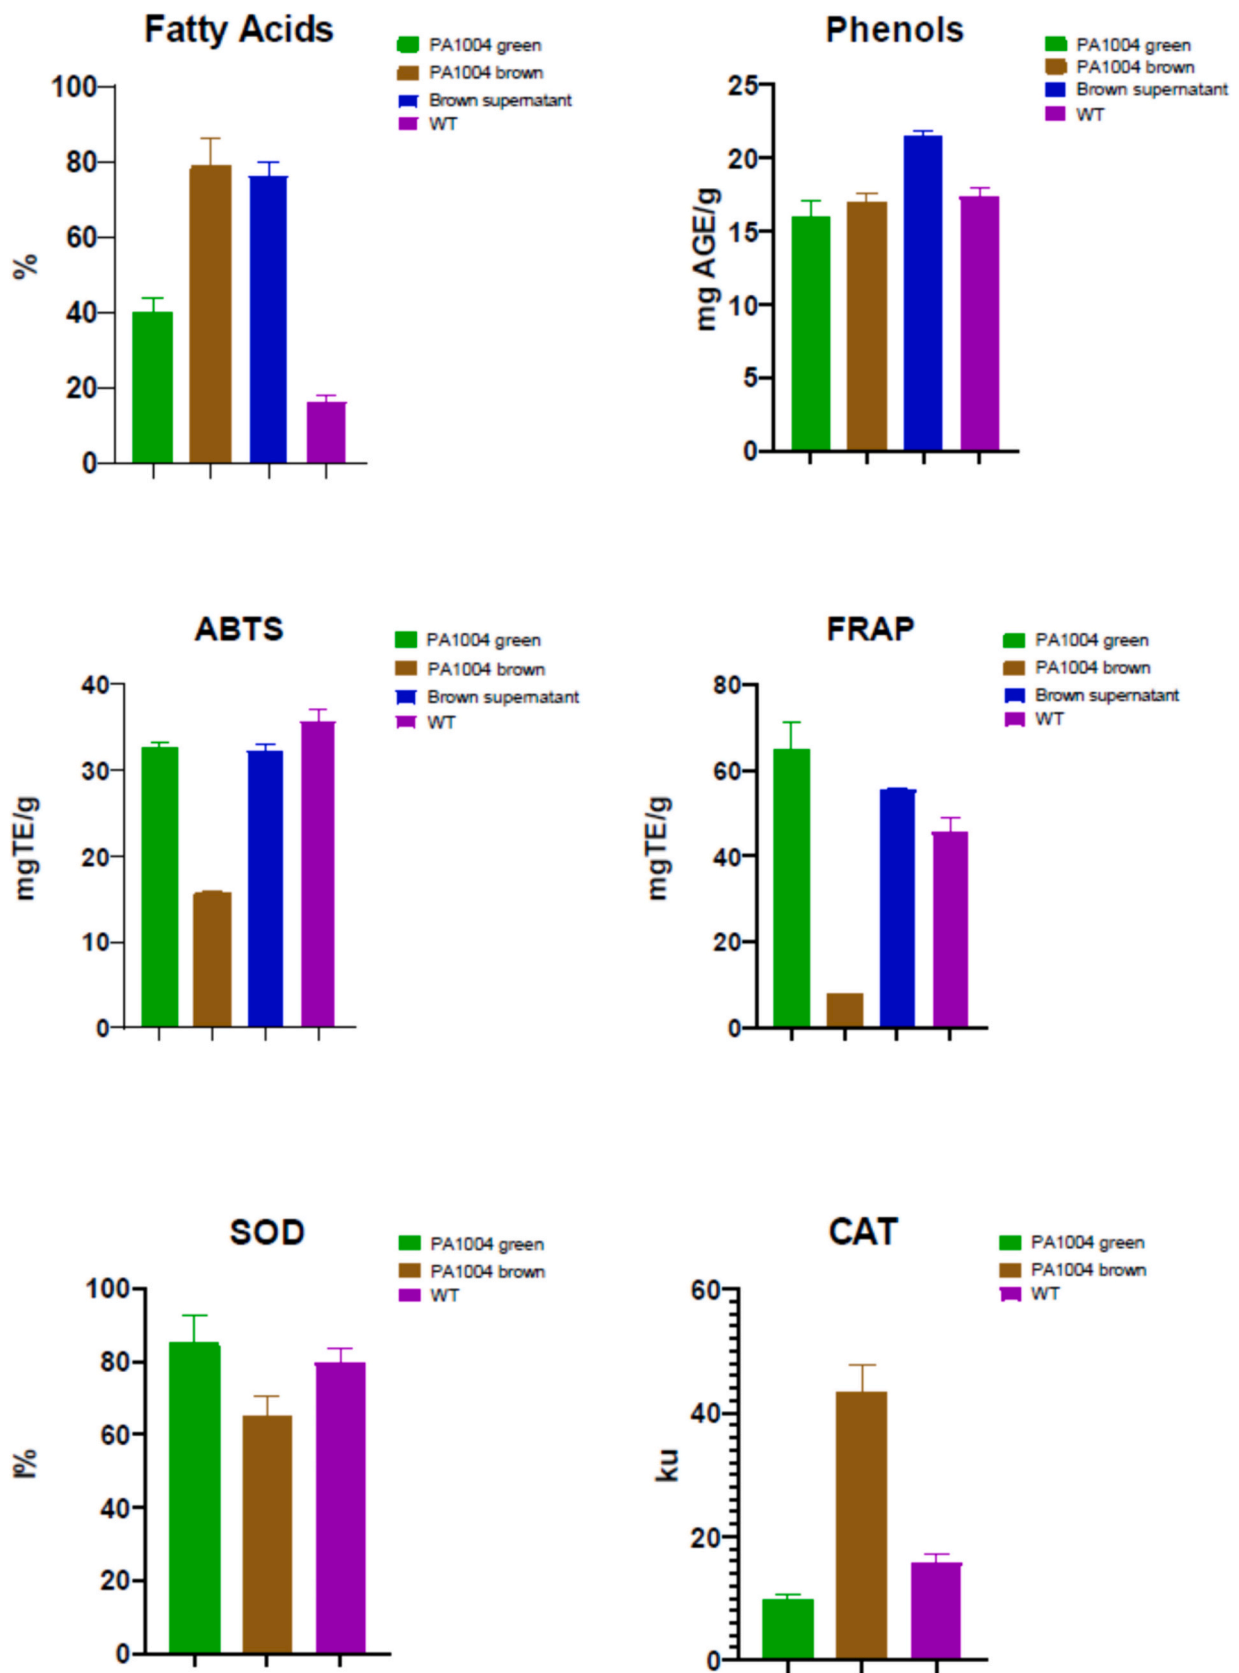 Fatty Acids
PA1004 green
PA1004 brown
Brown supernatant
WT
100
80
60
40
20
0
%
Phenols
PA1004 green
PA1004 brown
Brown supernatant
WT
25
20
15
10
5
0
mg AGE/g
ABTS
PA1004 green
PA1004 brown
Brown supernatant
WT
40
30
20
10
0
mgTE/g
FRAP
PA1004 green
PA1004 brown
Brown supernatant
WT
80
60
40
20
0
mgTE/g
SOD
PA1004 green
PA1004 brown
WT
100
80
60
40
20
0
I%
CAT
PA1004 green
PA1004 brown
WT
60
40
20
0
ku